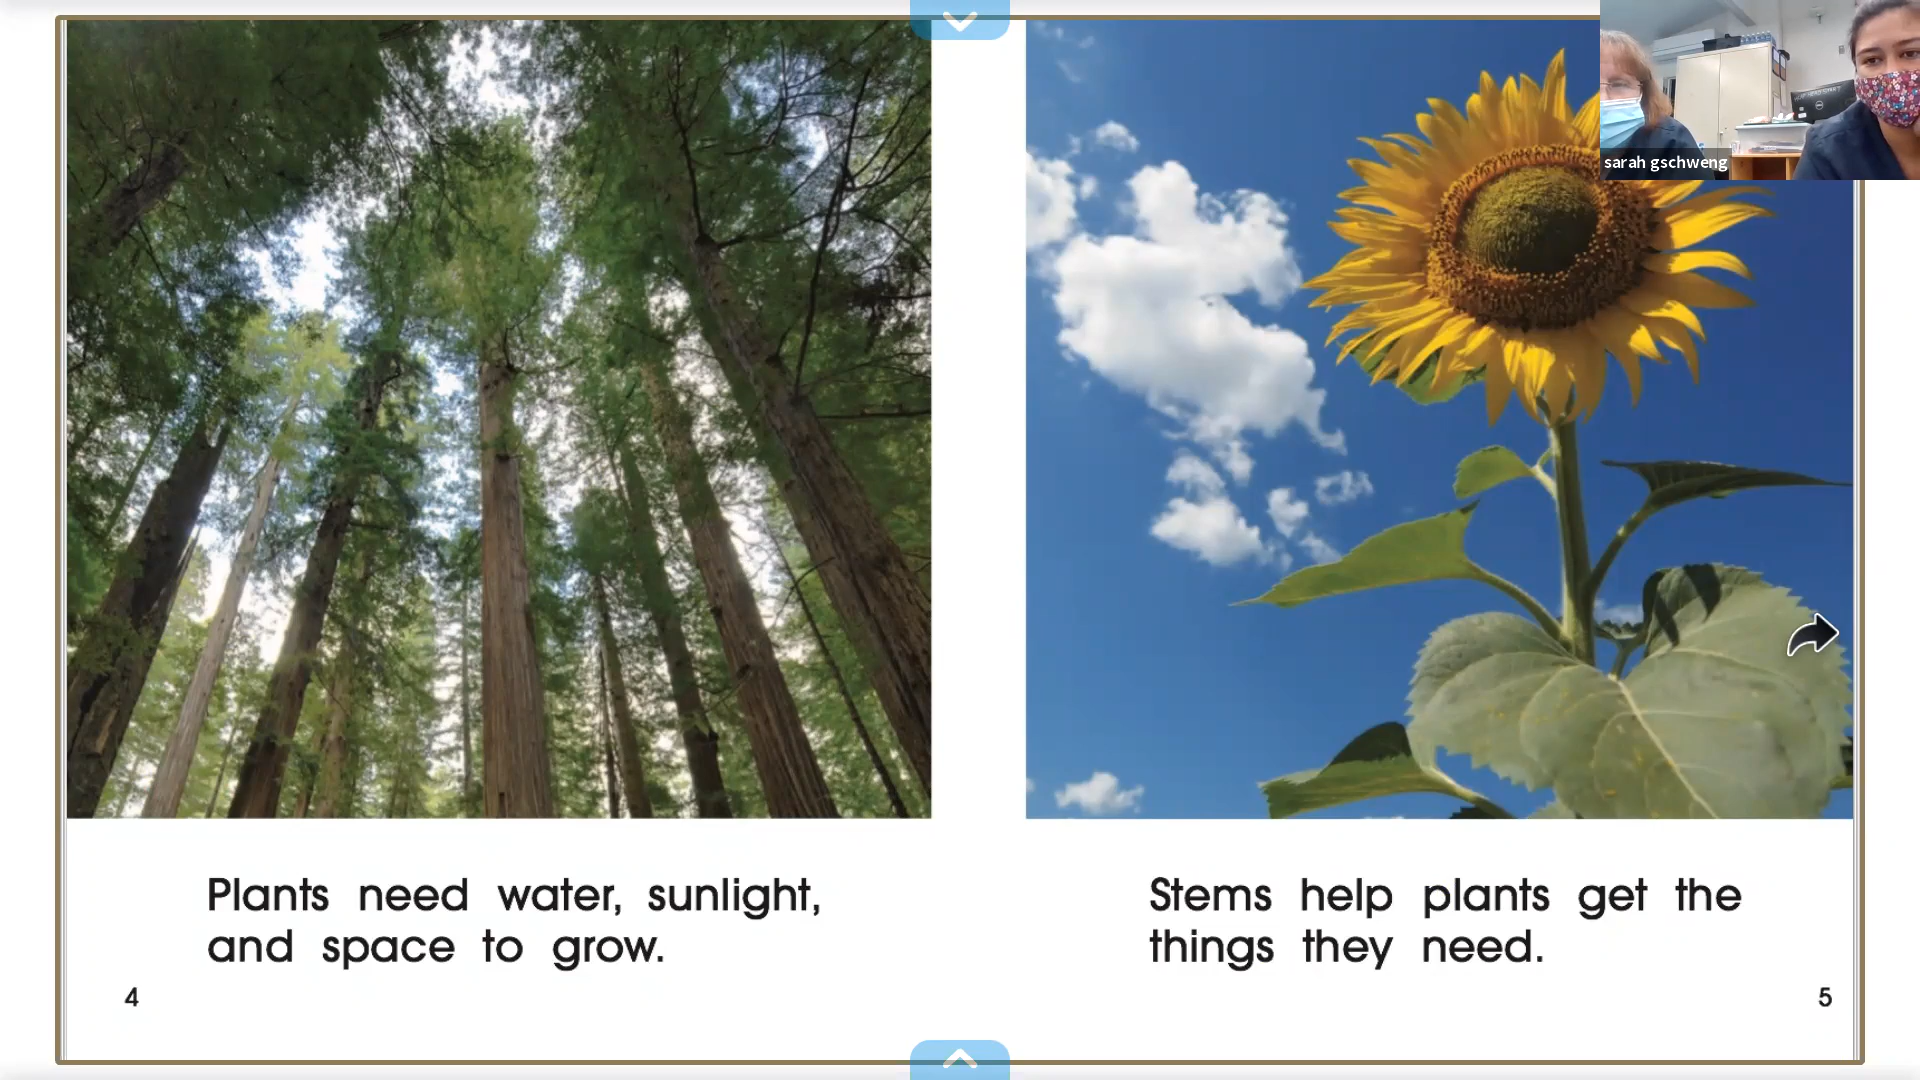 sarah gschweng
Plants need water, sunlight,
and space to grow.
4
Stems help plants get the
things they need.
5